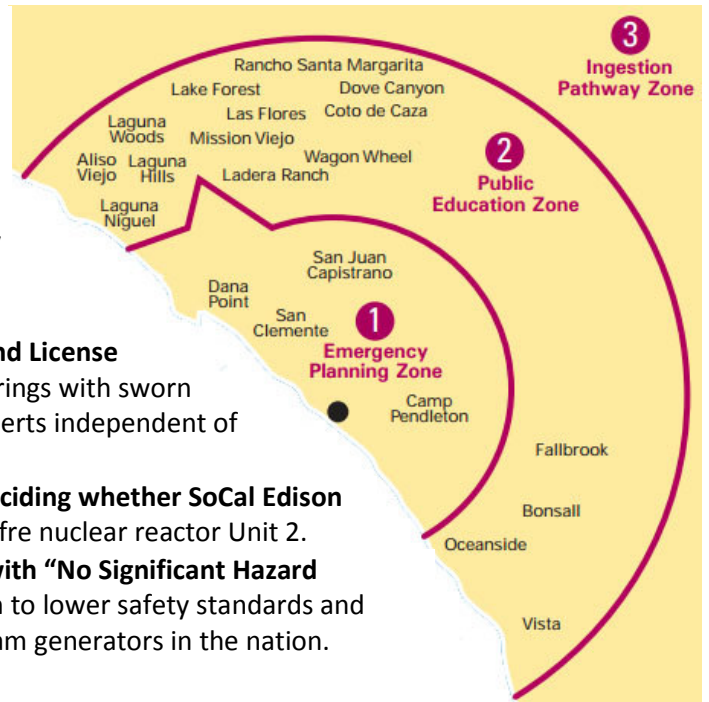 3
Ingestion
Pathway Zone
Rancho Santa Margarita
Lake Forest
Dove Canyon
Las Flores
Coto de Caza
Laguna
Woods
Mission Viejo
2
Public
Education Zone
Aliso
Viejo
Laguna
Hills
Wagon Wheel
Ladera Ranch
Laguna
Niguel
San Juan
Capistrano
Dana
Point
San
Clemente
1
Emergency
Planning Zone
Camp
Pendleton
Fallbrook
Bonsall
Oceanside
Vista
nd License
rings with sworn
erts independent of
ciding whether SoCal Edison
fre nuclear reactor Unit 2.
with “No Significant Hazard
n to lower safety standards and
am generators in the nation.